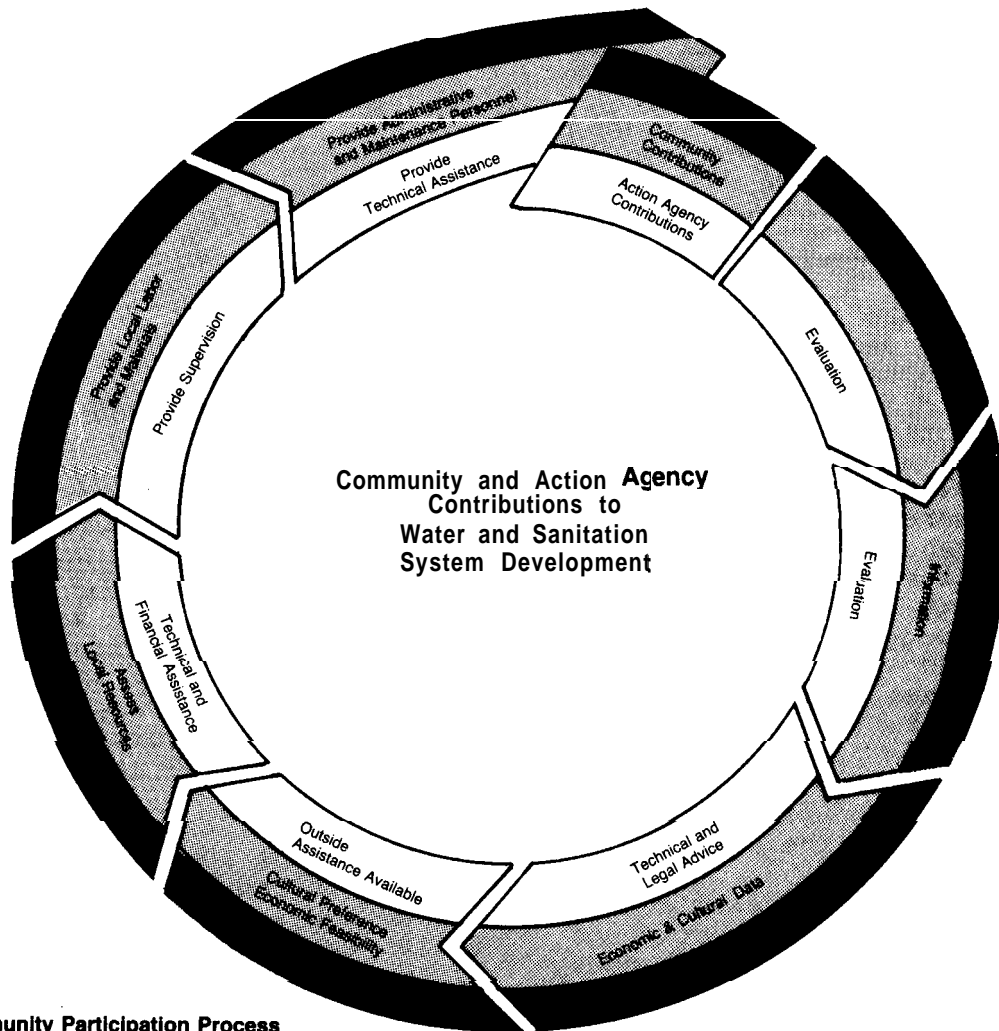 Provide Administrative
and Maintenance Personnel
Provide
Technical Assistance
Community
Contributions
Action Agency
Contributions
Evaluation
Information
Evaluation
Economic & Cultural Data
Technical and
Legal Advice
Cultural Preference
Economic Feasibility
Outside
Assistance Available
Assess
Local Resources
Technical and
Financial Assistance
Provide Local Labor
and Materials
Provide Supervision
Community and Action Agency
Contributions to
Water and Sanitation
System Development
munity Participation Process